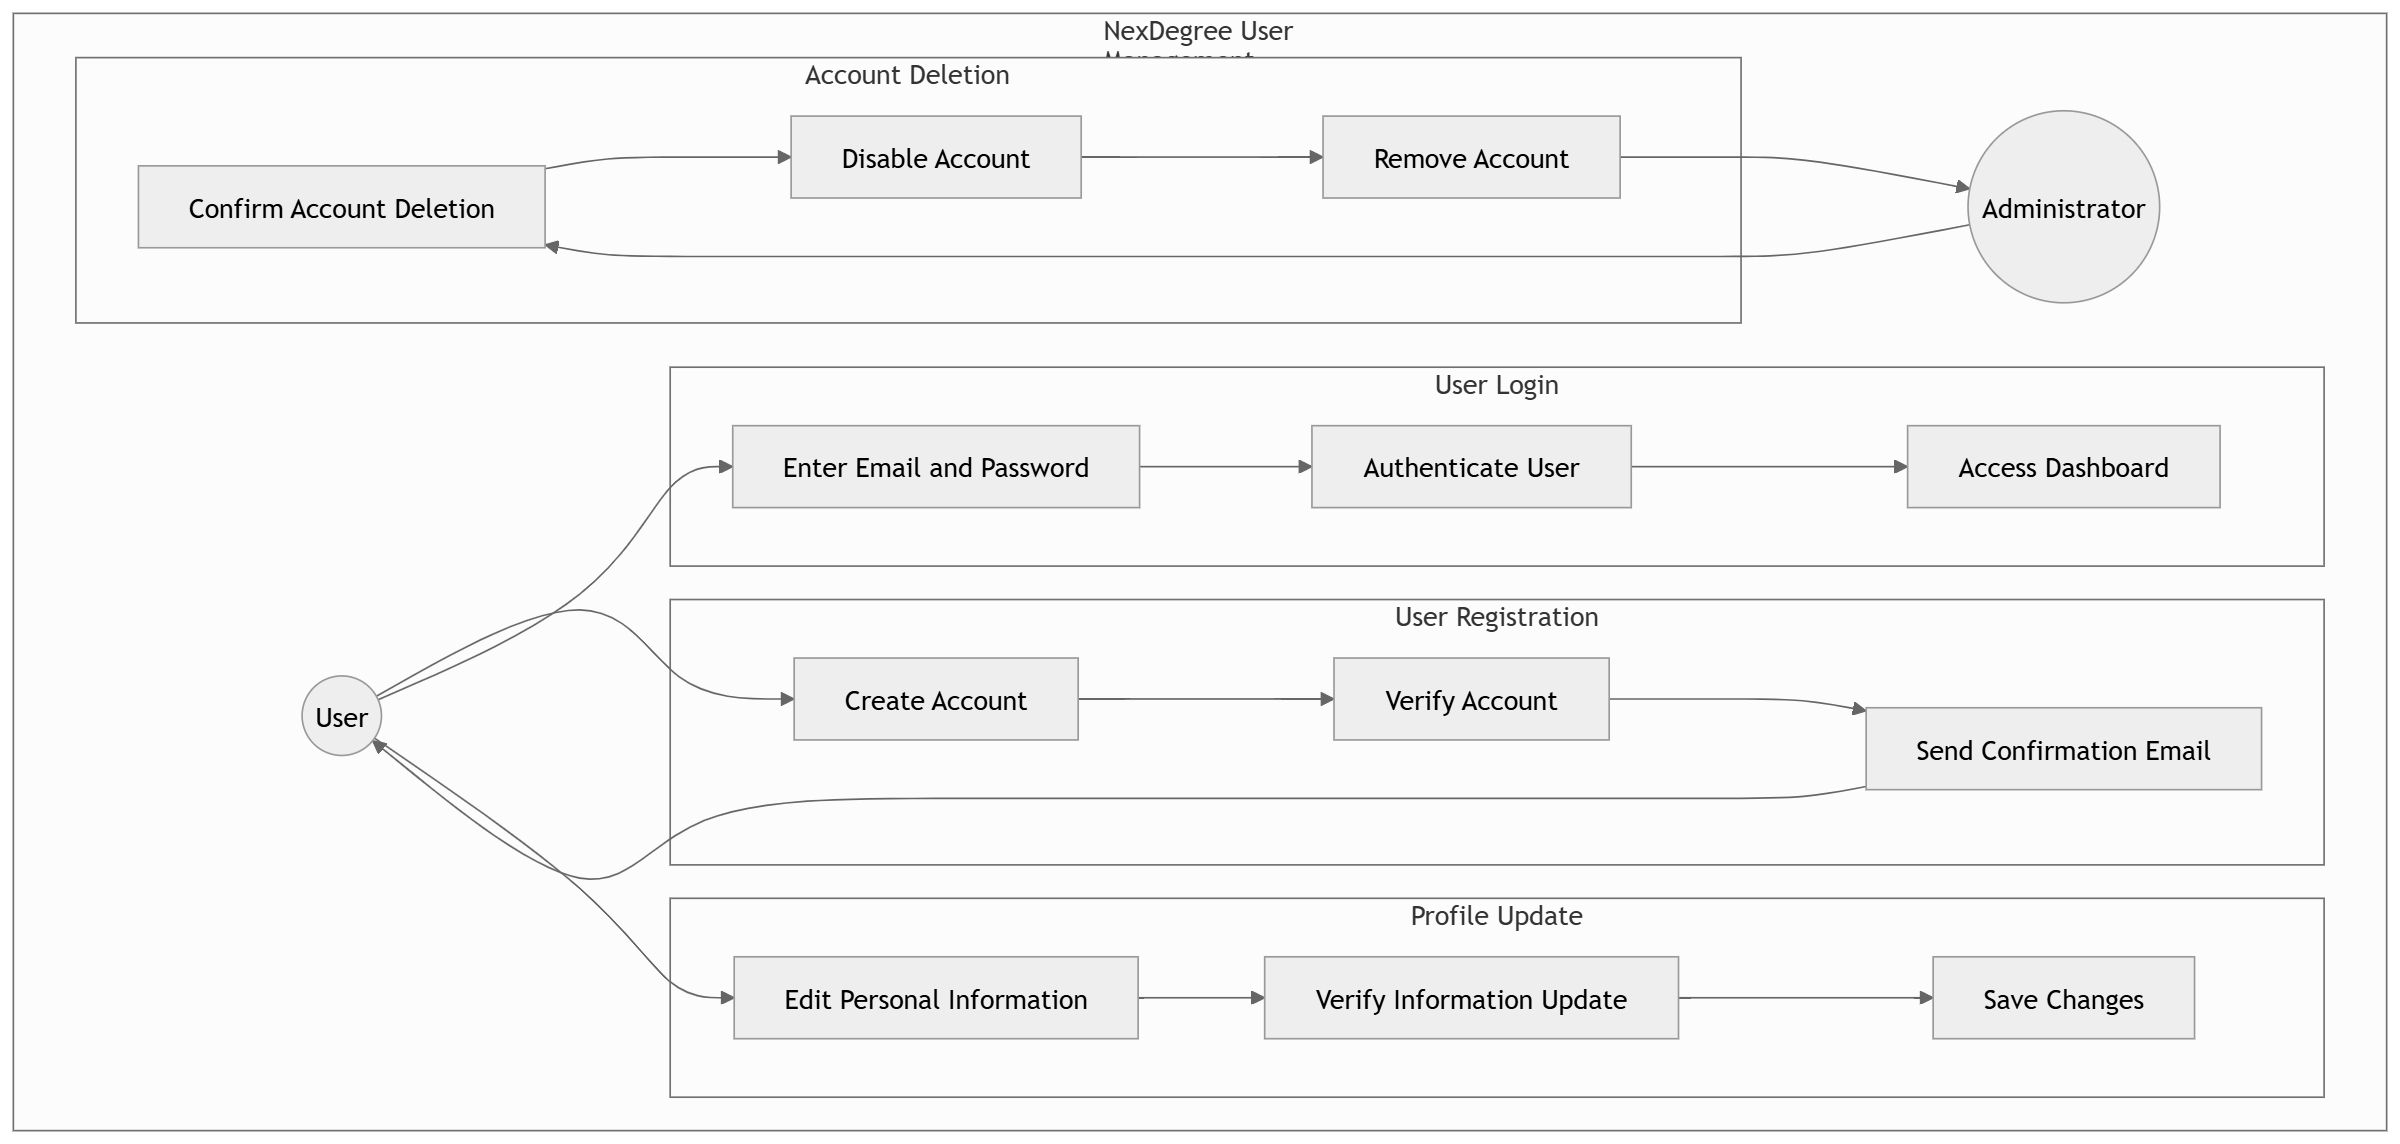 NexDegree User
Management
Account Deletion
Disable Account
Remove Account
Confirm Account Deletion
Administrator
User Login
Enter Email and Password
Authenticate User
Access Dashboard
User Registration
Create Account
Verify Account
User
Send Confirmation Email
Profile Update
Edit Personal Information
Verify Information Update
Save Changes